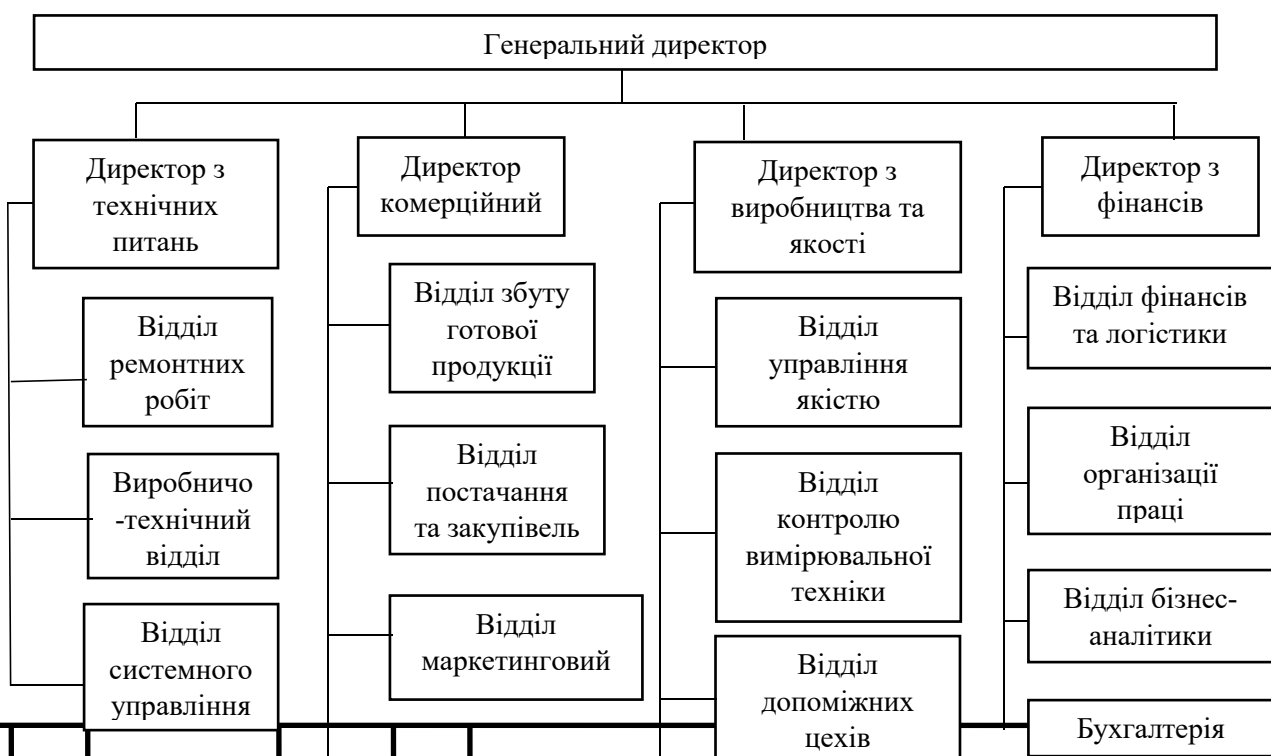 Генеральний директор
Директор з
технічних
питань
Директор
комерційний
Директор з
виробництва та
якості
Директор з
фінансів
Відділ
ремонтних
робіт
Виробничо
-технічний
відділ
Відділ
системного
управління
Відділ збуту
готової
продукції
Відділ
постачання
та закупівель
Відділ
маркетинговий
Відділ
управління
якістю
Відділ
контролю
вимірювальної
техніки
Відділ
допоміжних
цехів
Відділ фінансів
та логістики
Відділ
організації
праці
Відділ бізнес-
аналітики
Бухгалтерія